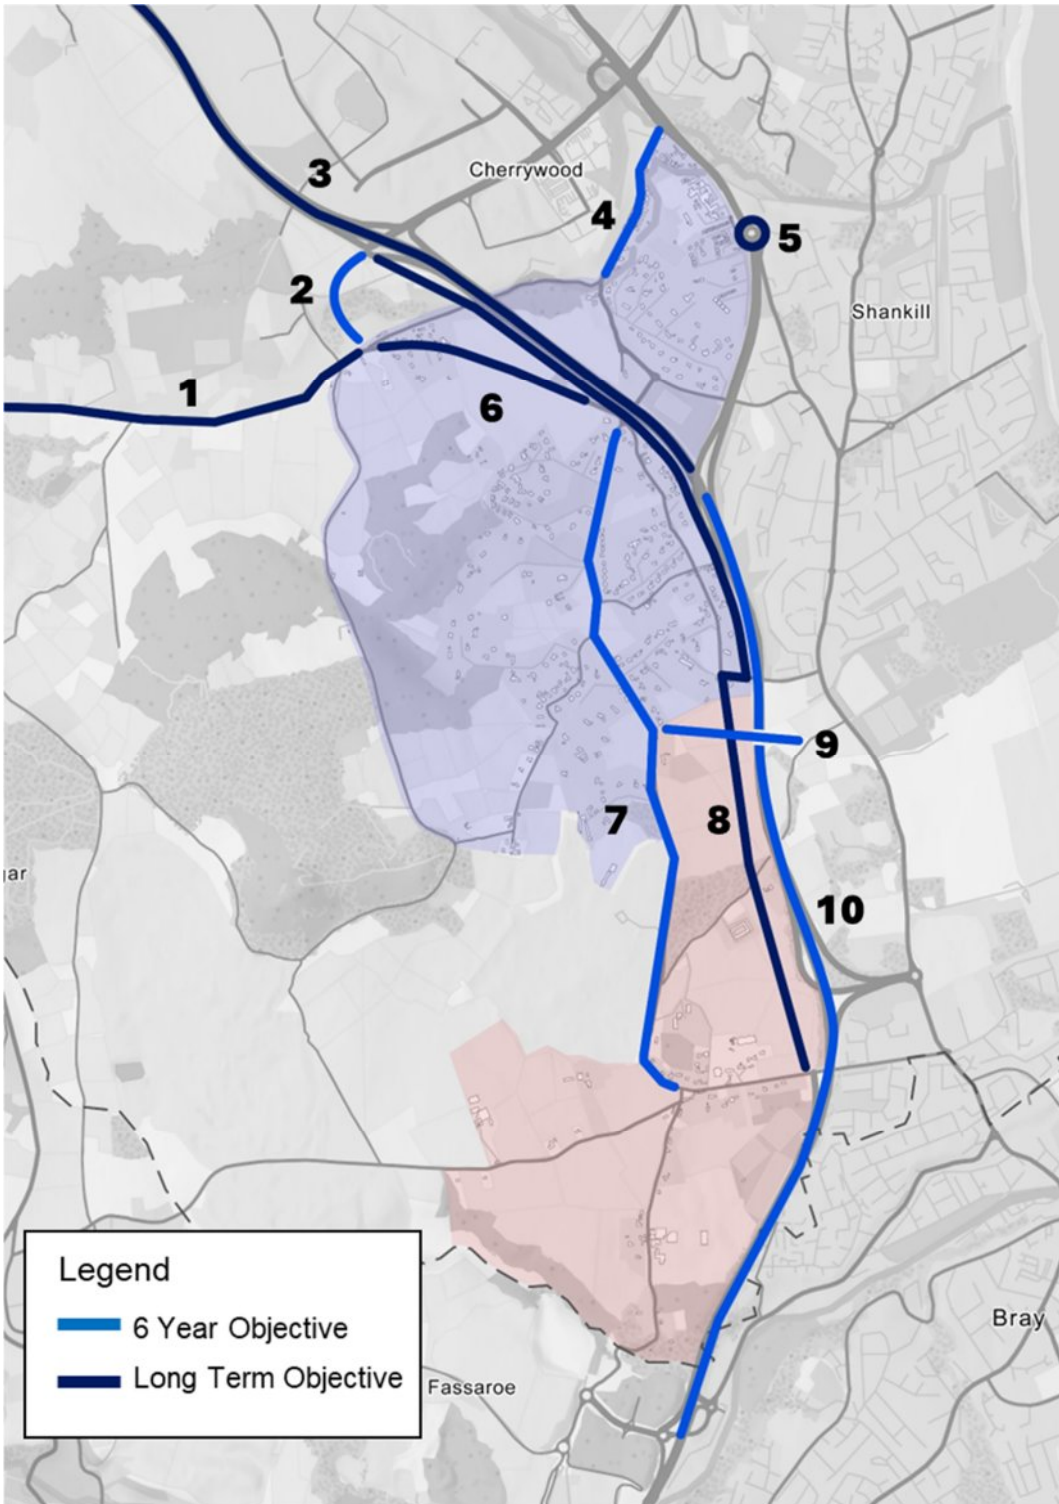 3
Cherrywood
4
5
2
Shankill
1
6
9
7
8
jar
10
Legend
6 Year Objective
Long Term Objective
Bray
Fassaroe